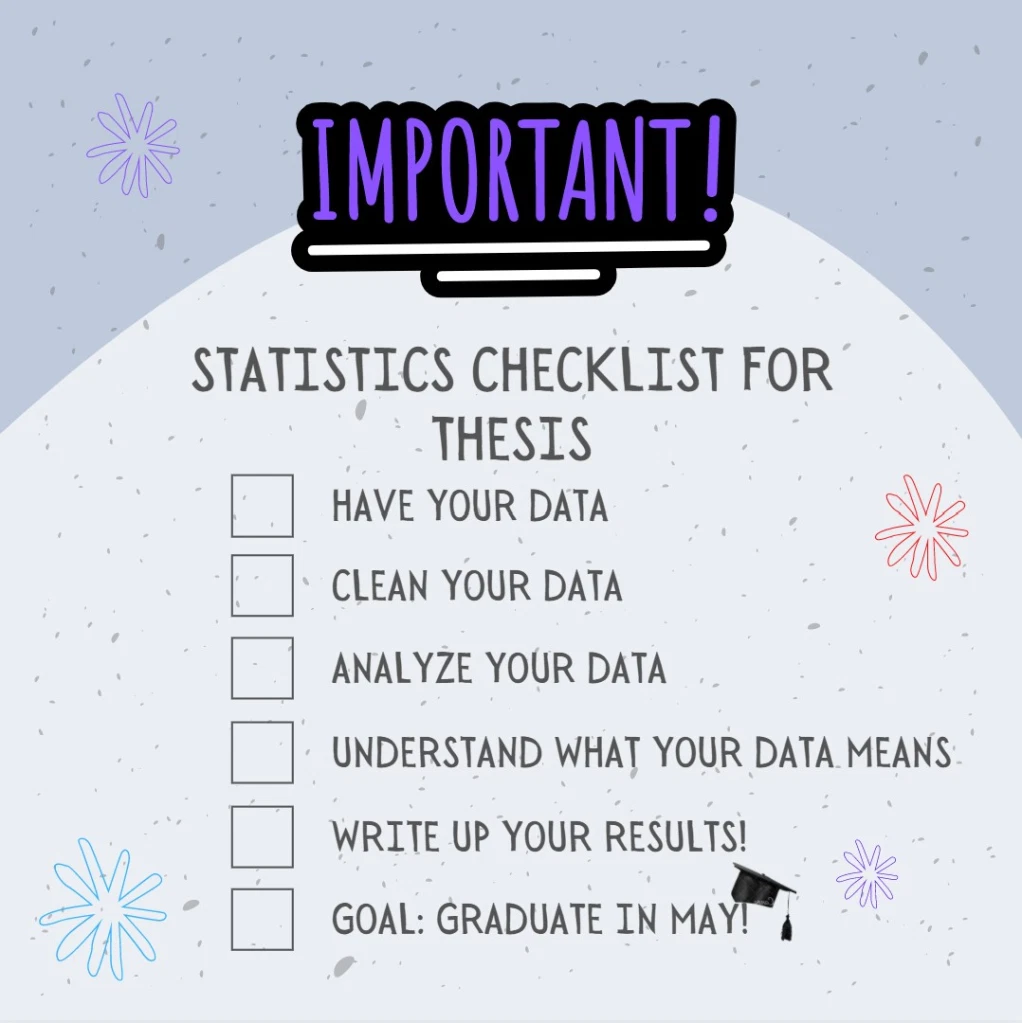 IMPORTANT!
STATISTICS CHECKLIST FOR
THESIS
HAVE YOUR DATA
CLEAN YOUR DATA
ANALYZE YOUR DATA
UNDERSTAND WHAT YOUR DATA MEANS
WRITE UP YOUR RESULTS!
GOAL: GRADUATE IN MAY!